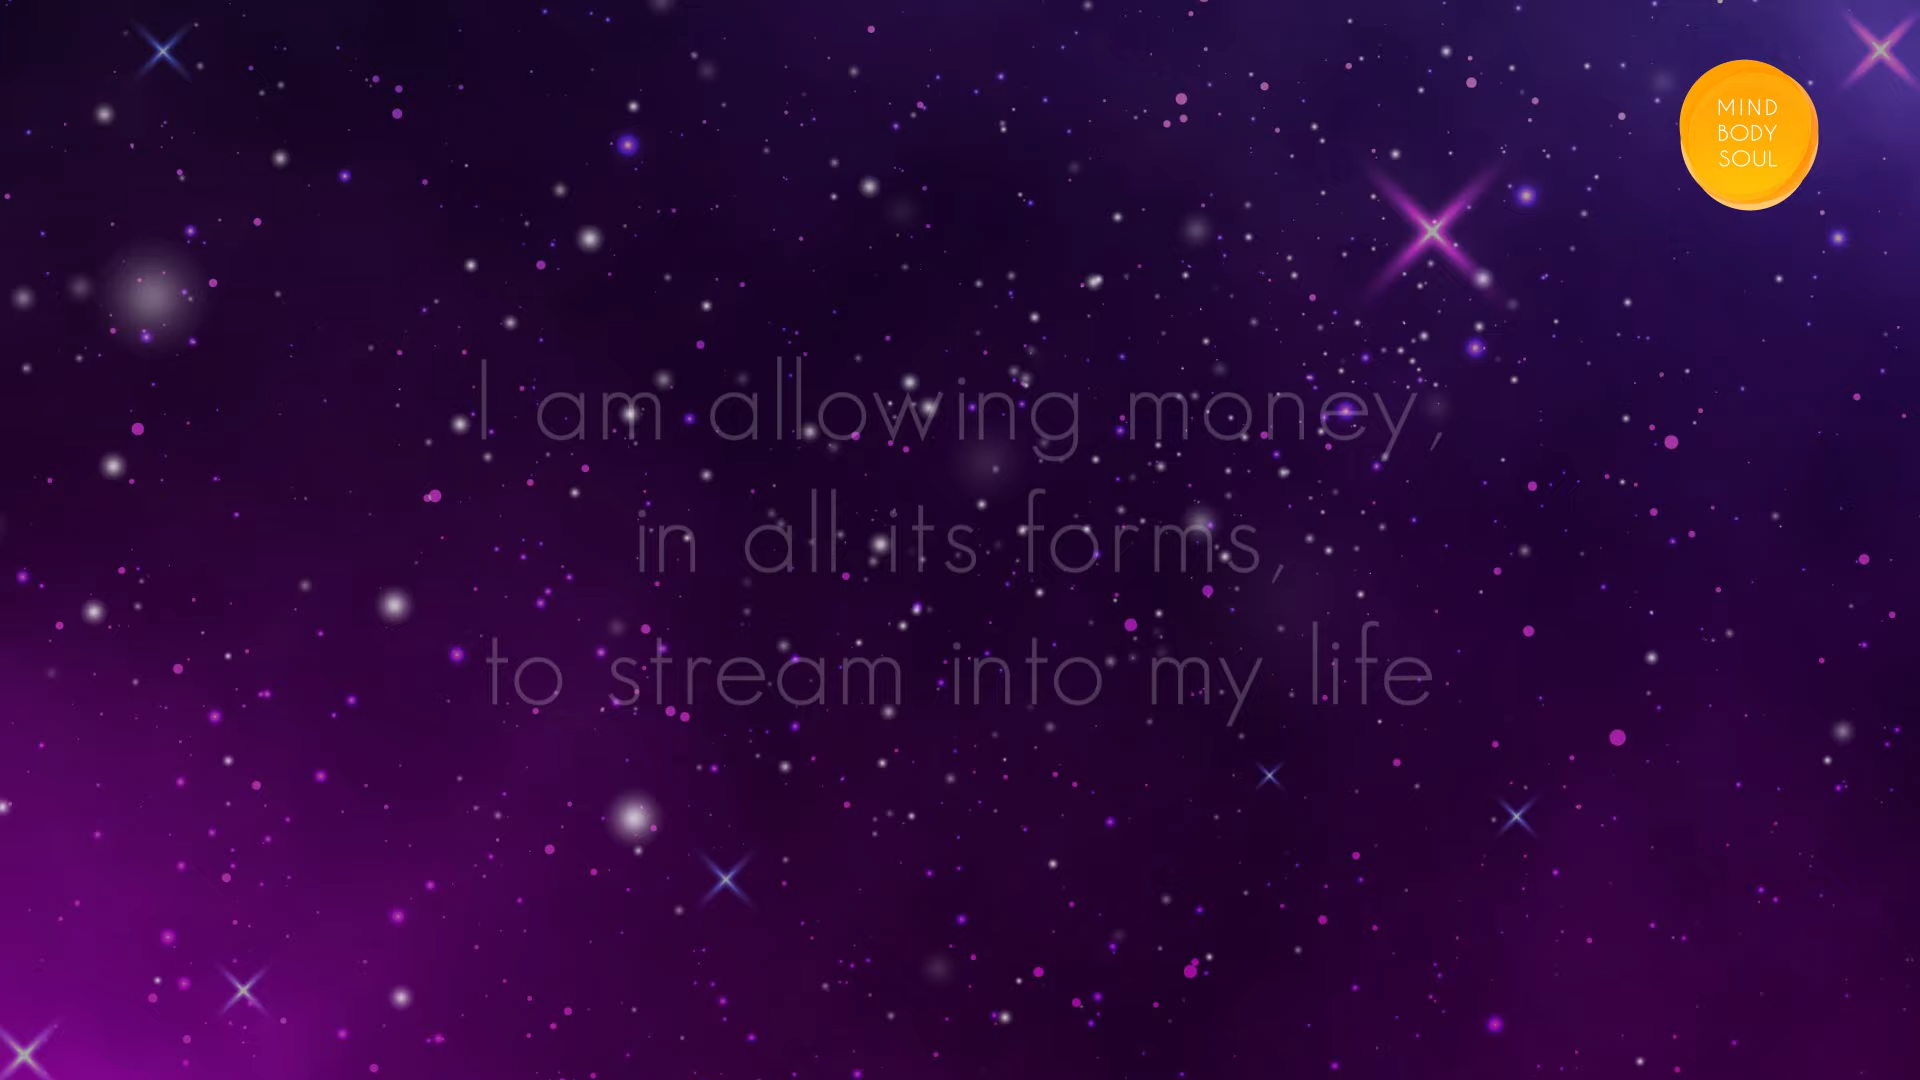 MIND
BODY
SOUL
I am allowing money,
in all its forms,
to stream into my life